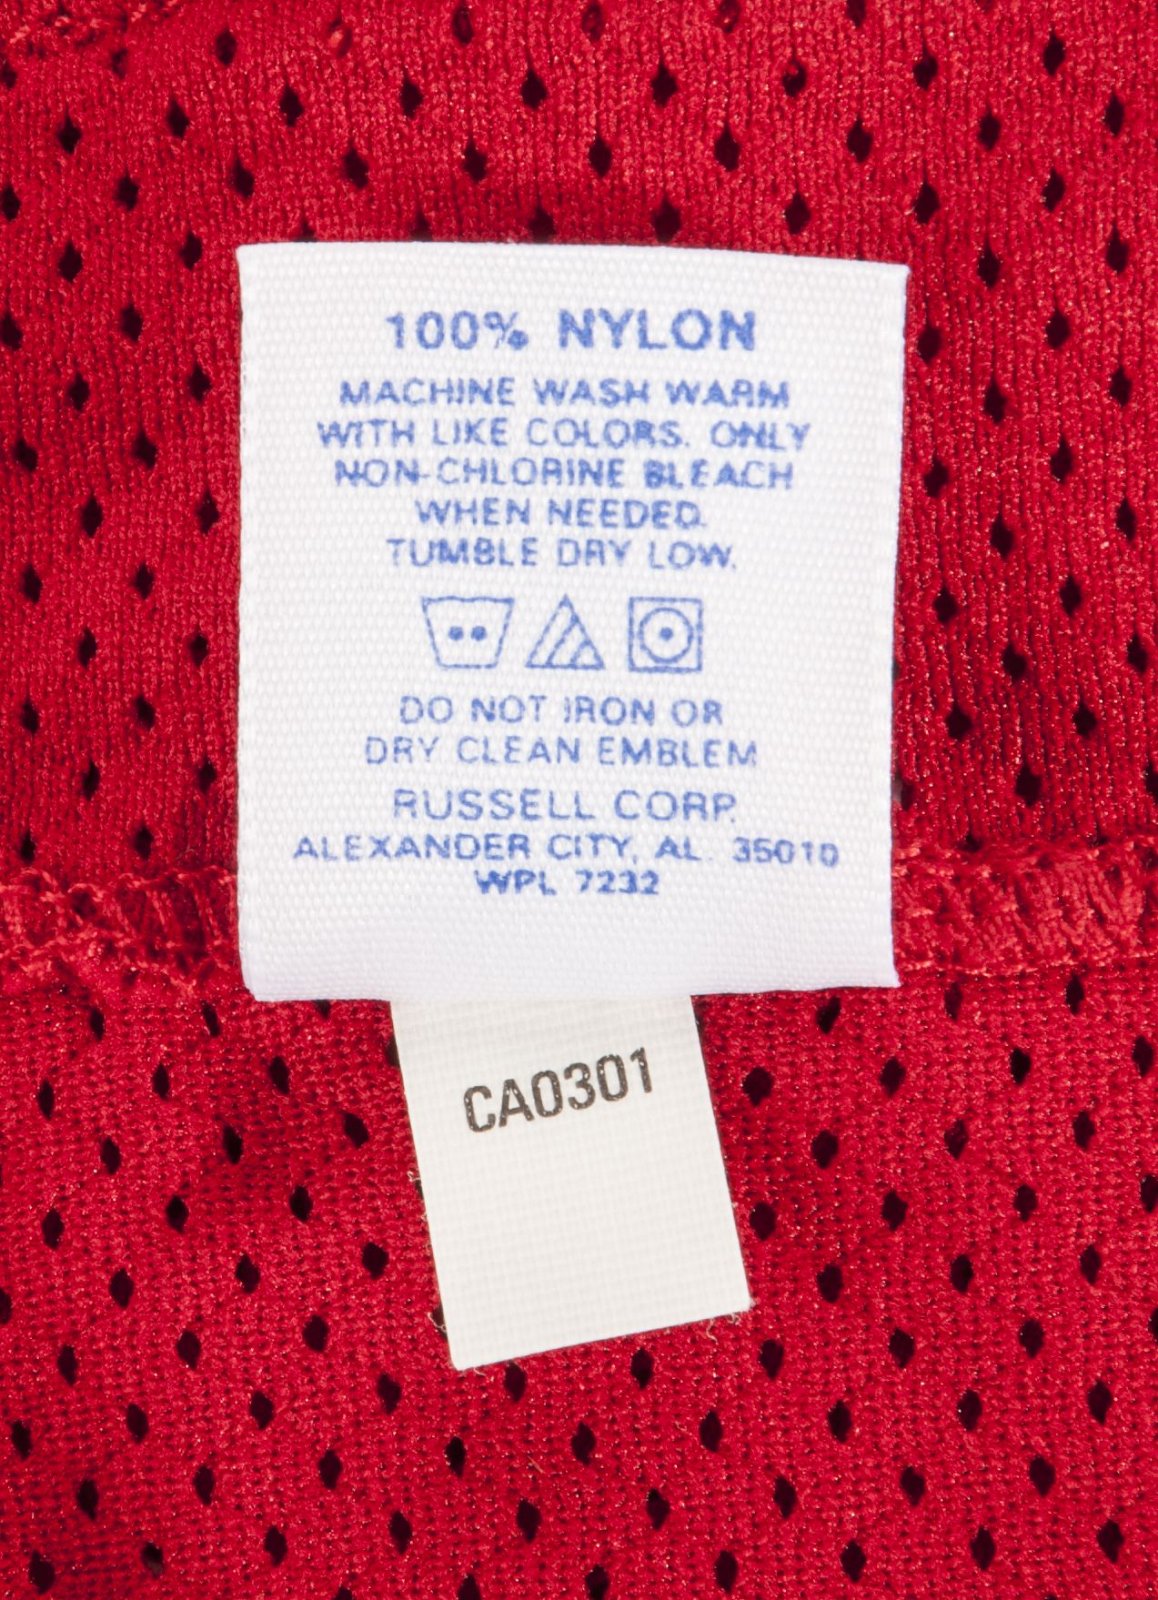 100% NYLON
MACHINE WASH WARM
WITH LIKE COLORS. ONLY
NON-CHLORINE BLEACH
WHEN NEEDED.
TUMBLE DRY LOW.
DO NOT IRON OR
DRY CLEAN EMBLEM
RUSSELL CORP.
ALEXANDER CITY, AL. 35010
WPL 7232
CA0301